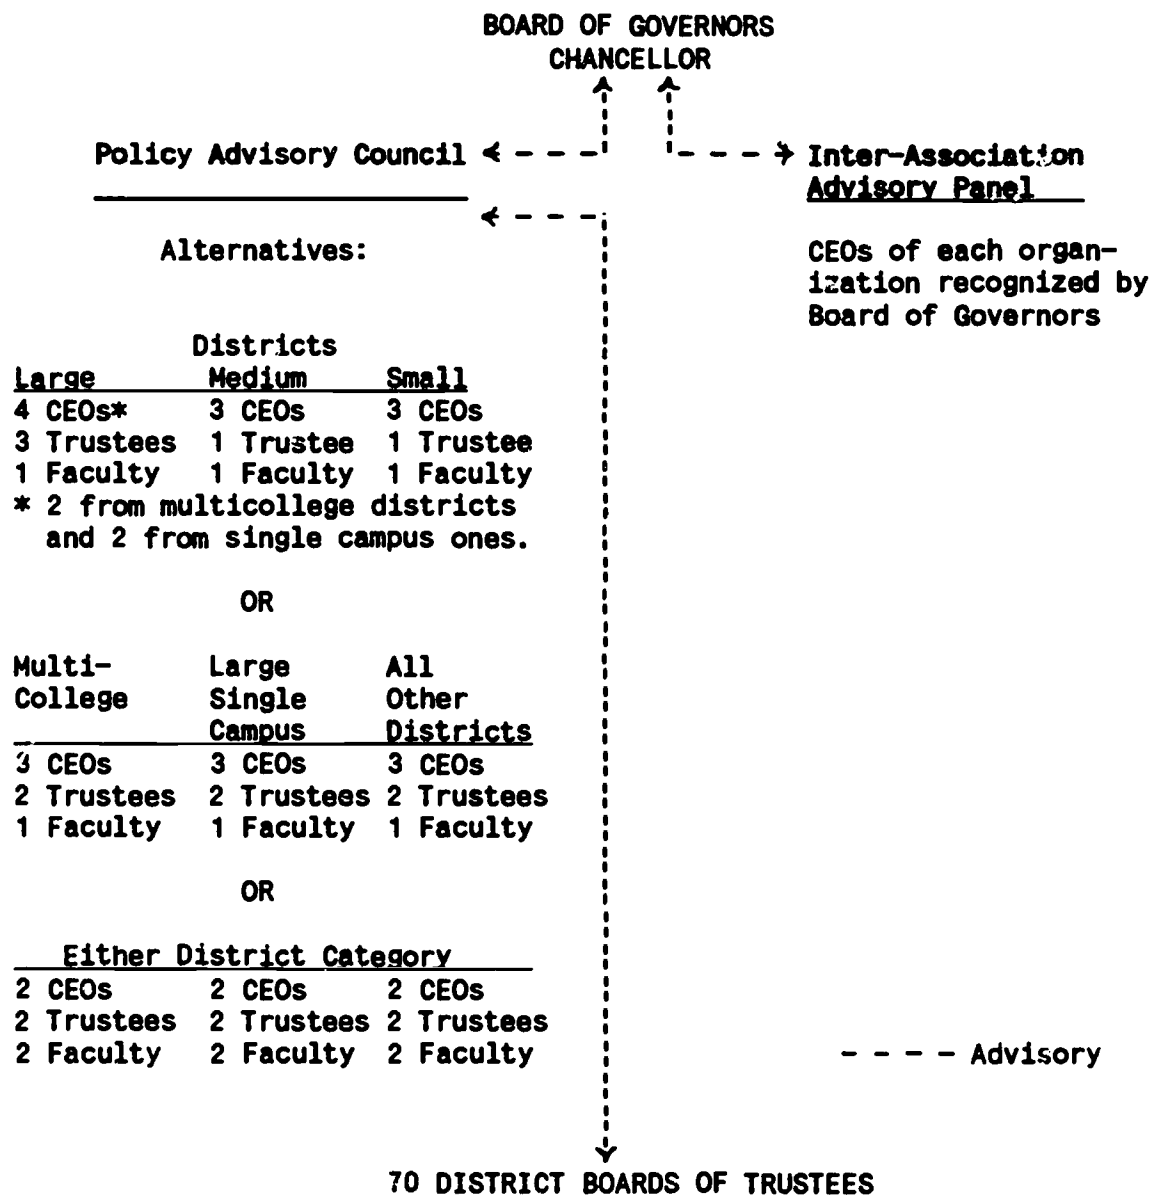 BOARD OF GOVERNORS
CHANCELLOR
Policy Advisory Council
Inter-Association
Advisory Panel
Alternatives:
CEOs of each organ-
ization recognized by
Board of Governors
Districts
Large Medium Small
4 CEOs* 3 CEOs 3 CEOs
3 Trustees 1 Trustee 1 Trustee
1 Faculty 1 Faculty 1 Faculty
* 2 from multicollege districts
and 2 from single campus ones.
OR
Multi- Large All
College Single Other
Campus Districts
3 CEOs 3 CEOs 3 CEOs
2 Trustees 2 Trustees 2 Trustees
1 Faculty 1 Faculty 1 Faculty
OR
Either District Category
2 CEOs 2 CEOs 2 CEOs
2 Trustees 2 Trustees 2 Trustees
2 Faculty 2 Faculty 2 Faculty
- - - - Advisory
70 DISTRICT BOARDS OF TRUSTEES